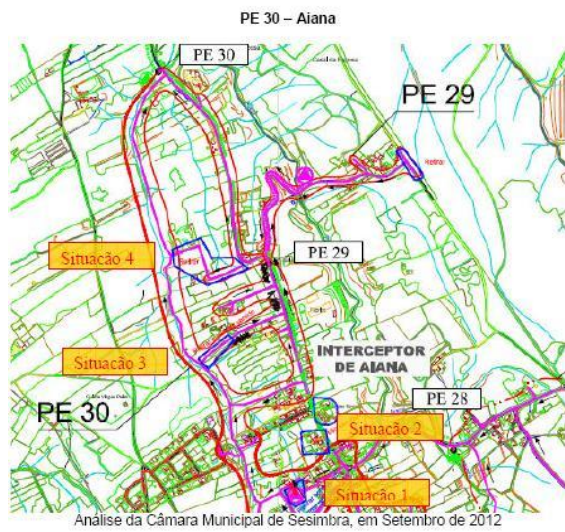 PE 30 – Aiana
PE 30
PE 29
Retirar
Situacão 4
PE 29
Situacão 3
INTERCEPTOR
DE AIANA
PE 30
PE 28
Situacão 2
Situacão 1
Análise da Câmara Municipal de Sesimbra, em Setembro de 2012